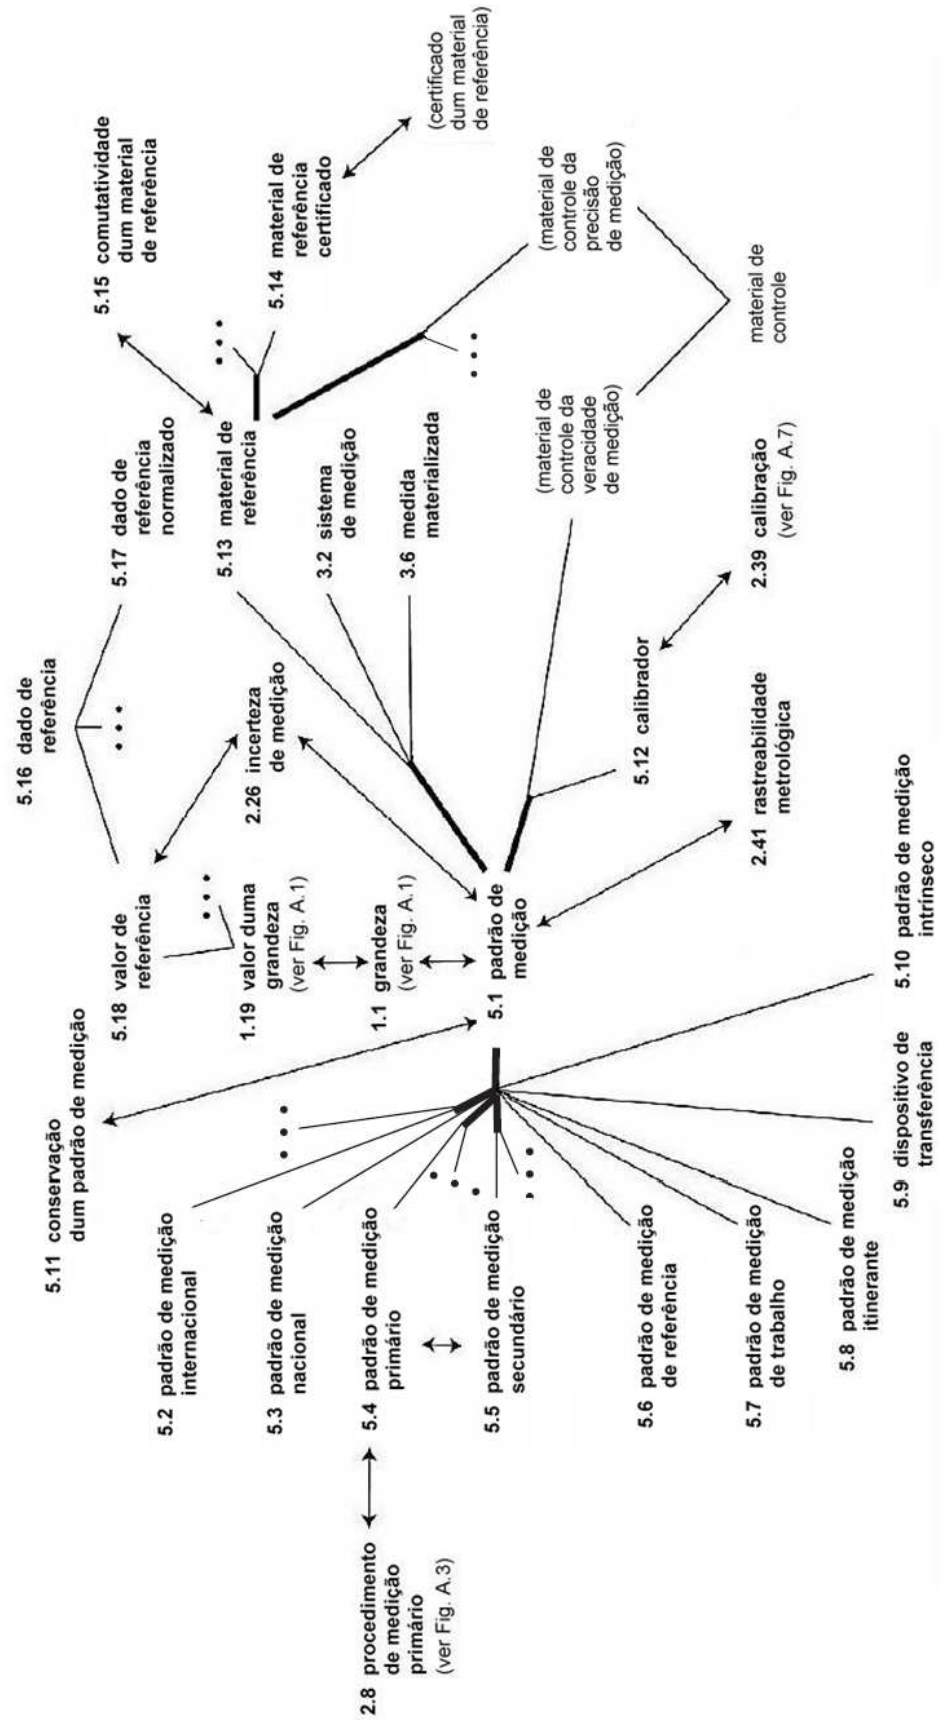 5.16 dado de
referência
5.17 dado de
referência
normalizado
5.15 comutatividade
dum material
de referência
5.11 conservação
dum padrão de medição
5.18 valor de
referência
2.26 incerteza
de medição
5.13 material de
referência
5.14 material de
referência
certificado
(certificado
dum material
de referência)
5.2 padrão de medição
internacional
1.19 valor duma
grandeza
(ver Fig. A.1)
3.2 sistema
de medição
5.3 padrão de medição
nacional
1.1 grandeza
(ver Fig. A.1)
3.6 medida
materializada
2.8 procedimento
de medição
primário
(ver Fig. A.3)
5.4 padrão de medição
primário
5.1 padrão de
medição
(material de
controle da
veracidade
de medição)
(material de
controle da
precisão
de medição)
5.5 padrão de medição
secundário
5.12 calibrador
material de
controle
5.6 padrão de medição
de referência
2.41 rastreabilidade
metrológica
2.39 calibração
(ver Fig. A.7)
5.7 padrão de medição
de trabalho
5.8 padrão de medição
itinerante
5.9 dispositivo de
transferência
5.10 padrão de medição
intrínseco